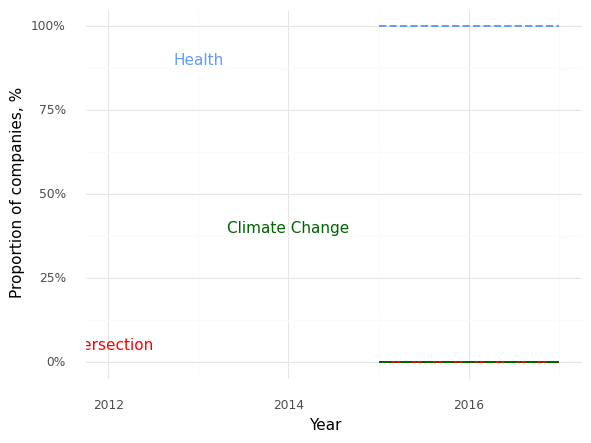 100%
Health
75%
Proportion of companies, %
50%
Climate Change
25%
ersection
0%
2012
2014
2016
Year